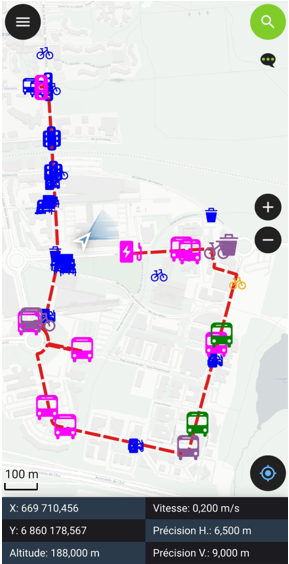 100 m
X: 669 710,456
Vitesse: 0,200 m/s
Y: 6 860 178,567
Précision H.: 6,500 m
Altitude: 188,000 m
Précision V.: 9,000 m